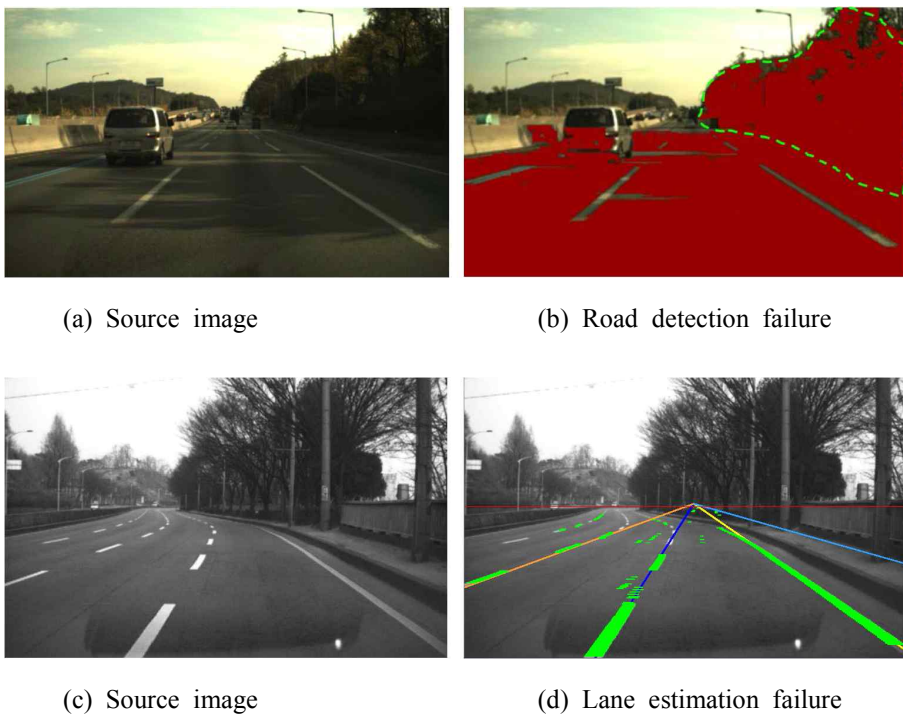 (a) Source image
(b) Road detection failure
(c) Source image
(d) Lane estimation failure